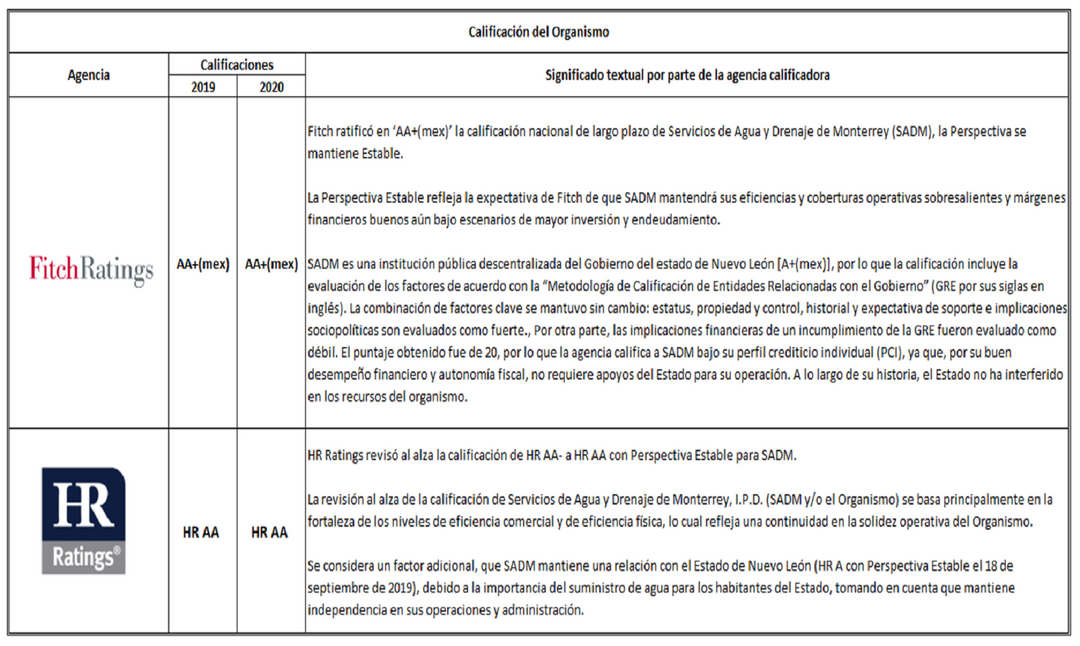 Calificación del Organismo
Agencia
Calificaciones
2019
2020
Significado textual por parte de la agencia calificadora
FitchRatings
AA+(mex)
AA+(mex)
Fitch ratificó en ‘AA+(mex)’ la calificación nacional de largo plazo de Servicios de Agua y Drenaje de Monterrey (SADM), la Perspectiva se
mantiene Estable.
La Perspectiva Estable refleja la expectativa de Fitch de que SADM mantendrá sus eficiencias y coberturas operativas sobresalientes y márgenes
financieros buenos aún bajo escenarios de mayor inversión y endeudamiento.
SADM es una institución pública descentralizada del Gobierno del estado de Nuevo León [A+(mex)], por lo que la calificación incluye la
evaluación de los factores de acuerdo con la “Metodología de Calificación de Entidades Relacionadas con el Gobierno” (GRE por sus siglas en
inglés). La combinación de factores clave se mantuvo sin cambio: estatus, propiedad y control, historial y expectativa de soporte e implicaciones
sociopolíticas son evaluados como fuerte., Por otra parte, las implicaciones financieras de un incumplimiento de la GRE fueron evaluado como
débil. El puntaje obtenido fue de 20, por lo que la agencia califica a SADM bajo su perfil crediticio individual (PCI), ya que, por su buen
desempeño financiero y autonomía fiscal, no requiere apoyos del Estado para su operación. A lo largo de su historia, el Estado no ha interferido
en los recursos del organismo.
HR
Ratings®
HR AA
HR AA
HR Ratings revisó al alza la calificación de HR AA- a HR AA con Perspectiva Estable para SADM.
La revisión al alza de la calificación de Servicios de Agua y Drenaje de Monterrey, I.P.D. (SADM y/o el Organismo) se basa principalmente en la
fortaleza de los niveles de eficiencia comercial y de eficiencia física, lo cual refleja una continuidad en la solidez operativa del Organismo.
Se considera un factor adicional, que SADM mantiene una relación con el Estado de Nuevo León (HR A con Perspectiva Estable el 18 de
septiembre de 2019), debido a la importancia del suministro de agua para los habitantes del Estado, tomando en cuenta que mantiene
independencia en sus operaciones y administración.